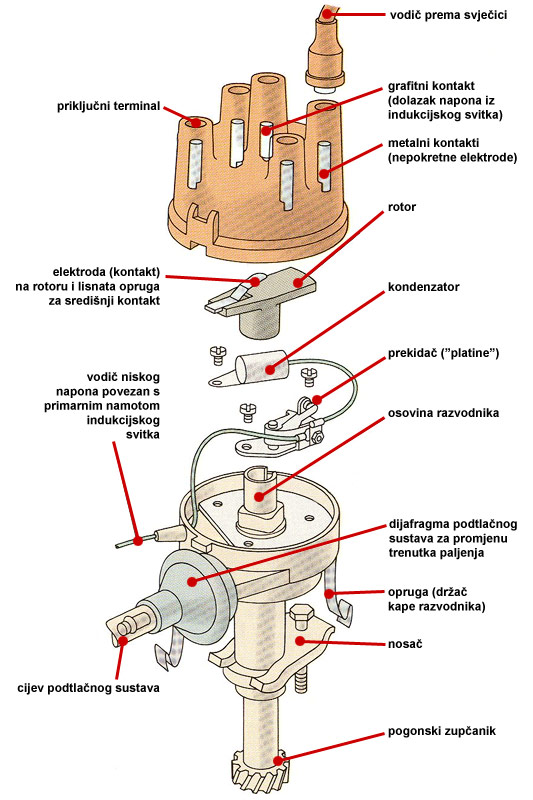 vodič prema svječici
grafitni kontakt
(dolazak napona iz
indukcijskog svitka)
priključni terminal
metalni kontakti
(nepokretne elektrode)
rotor
elektroda (kontakt)
na rotoru i lisnata opruga
za središnji kontakt
kondenzator
prekidač ("platine")
vodič niskog
napona povezan s
primarnim namotom
indukcijskog
svitka
osovina razvodnika
dijafragma podtlačnog
sustava za promjenu
trenutka paljenja
opruga (držač
kape razvodnika)
nosač
cijev podtlačnog sustava
pogonski zupčanik